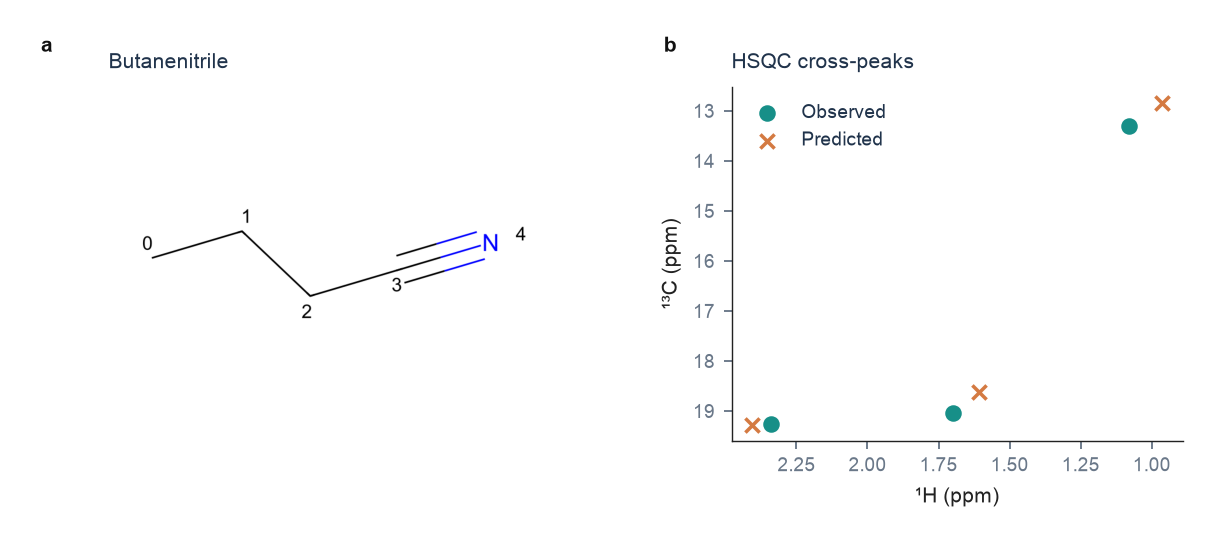 a
Butanenitrile
0
1
2
3
N
4
b
HSQC cross-peaks
Observed
Predicted
13
14
15
16
17
18
19
¹³C (ppm)
2.25 2.00 1.75 1.50 1.25 1.00
¹H (ppm)